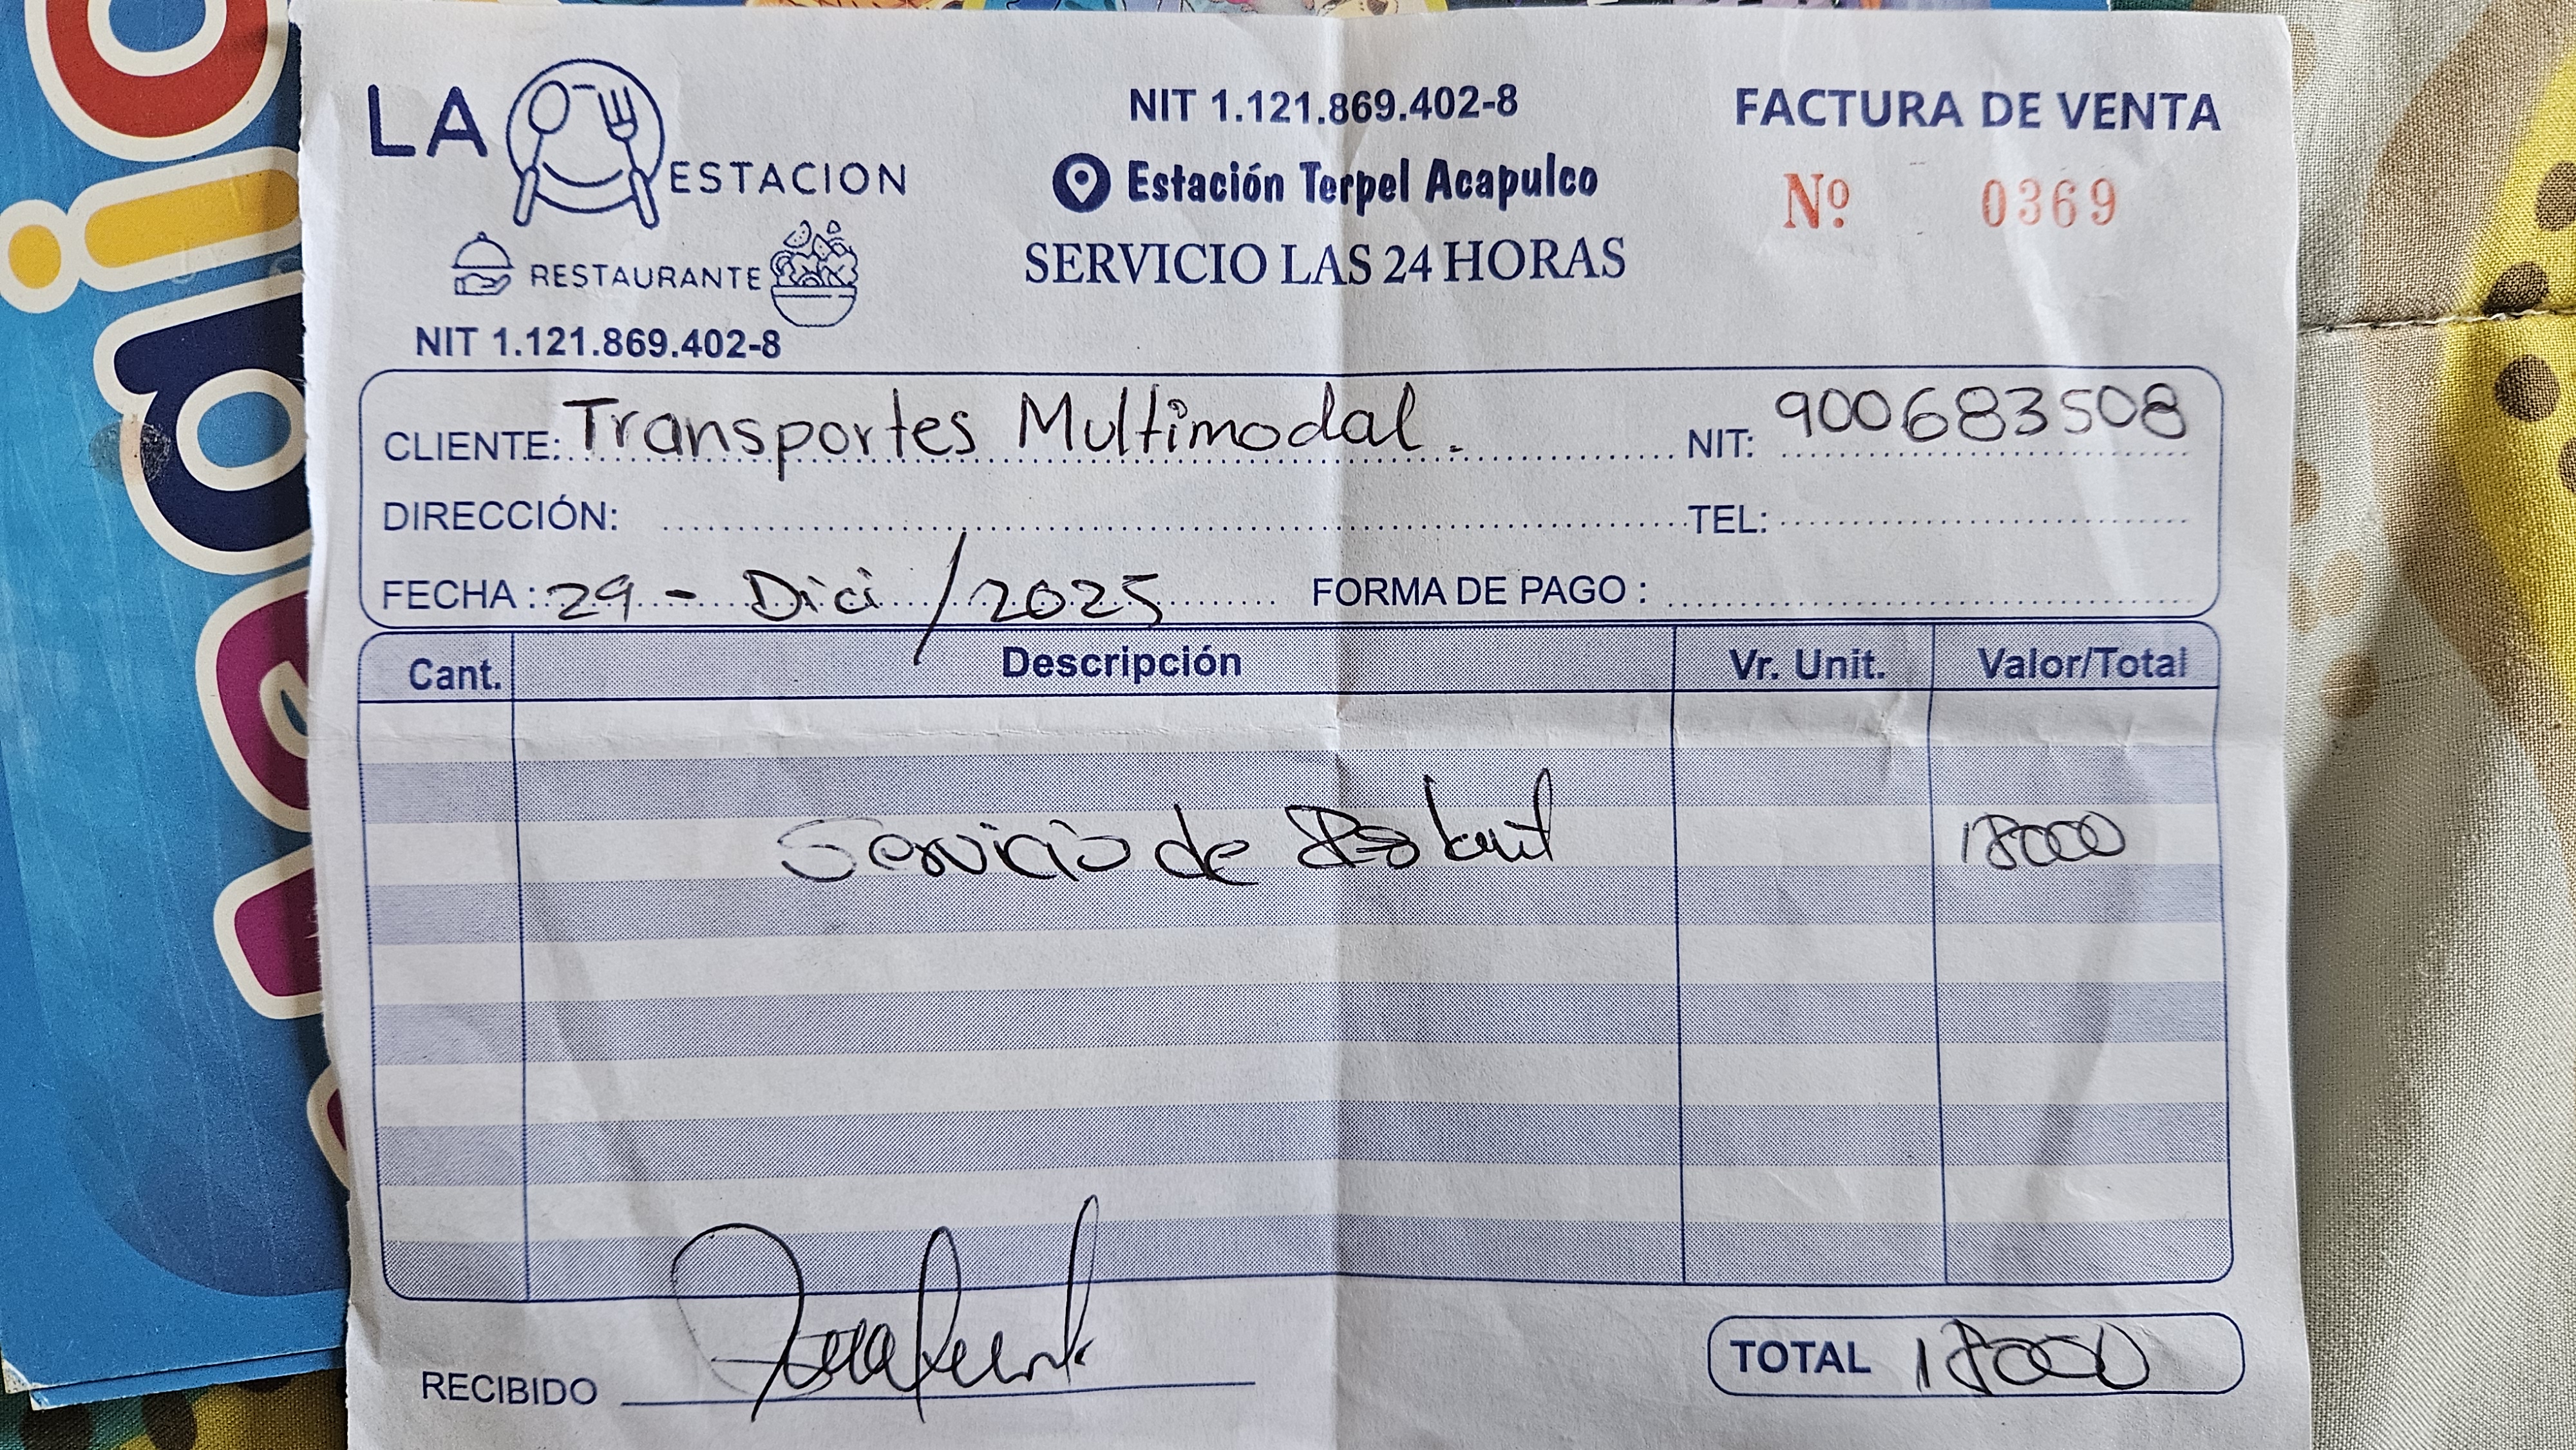 LA ESTACION
RESTAURANTE
NIT 1.121.869.402-8
NIT 1.121.869.402-8
Estación Terpel Acapulco
SERVICIO LAS 24 HORAS
FACTURA DE VENTA
Nº 0369
CLIENTE: Transportes Multimodal. NIT: 900683508
DIRECCIÓN: TEL:
FECHA : 29 - Dici /2025 FORMA DE PAGO :
Cant. Descripción Vr. Unit. Valor/Total
Servicio de 18000
RECIBIDO
TOTAL 18000